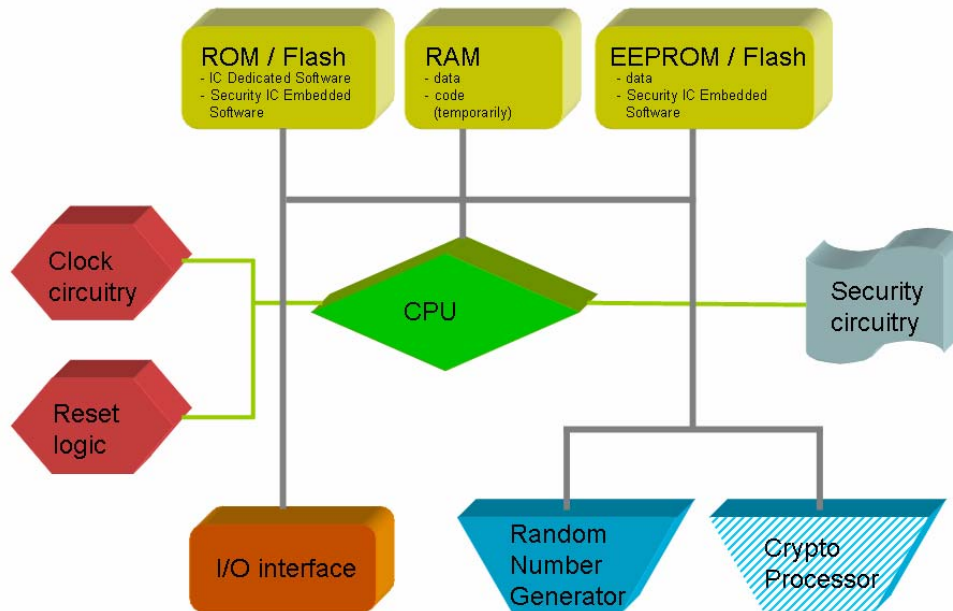 ROM / Flash
- IC Dedicated Software
- Security IC Embedded
Software
RAM
- data
- code
(temporarily)
EEPROM / Flash
- data
- Security IC Embedded
Software
Clock
circuitry
CPU
Security
circuitry
Reset
logic
I/O interface
Random
Number
Generator
Crypto
Processor